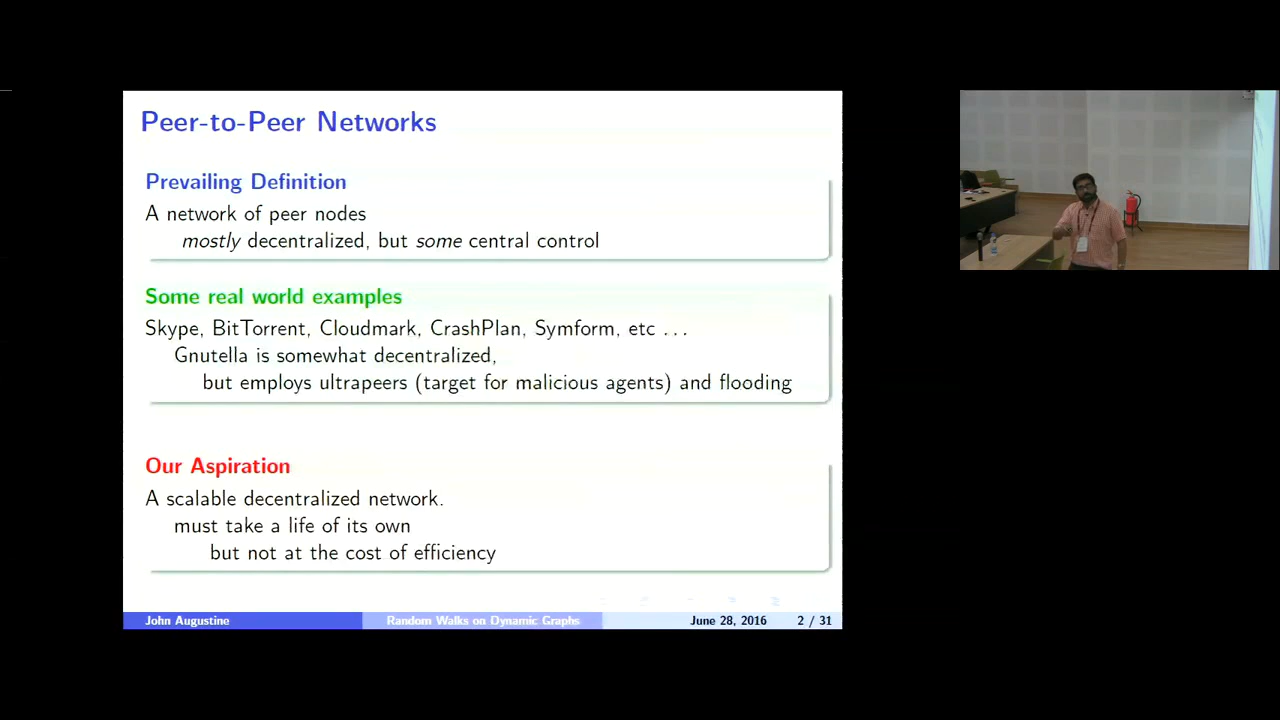 Peer-to-Peer Networks
Prevailing Definition
A network of peer nodes
mostly decentralized, but some central control
Some real world examples
Skype, BitTorrent, Cloudmark, CrashPlan, Symform, etc ...
Gnutella is somewhat decentralized,
but employs ultrapeers (target for malicious agents) and flooding
Our Aspiration
A scalable decentralized network.
must take a life of its own
but not at the cost of efficiency
John Augustine
Random Walks on Dynamic Graphs
June 28, 2016
2 / 31